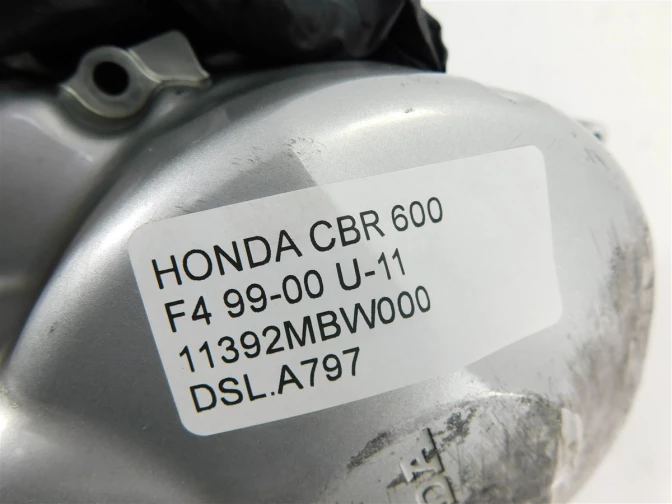 HONDA CBR 600
F4 99-00 U-11
11392MBW000
DSL.A797